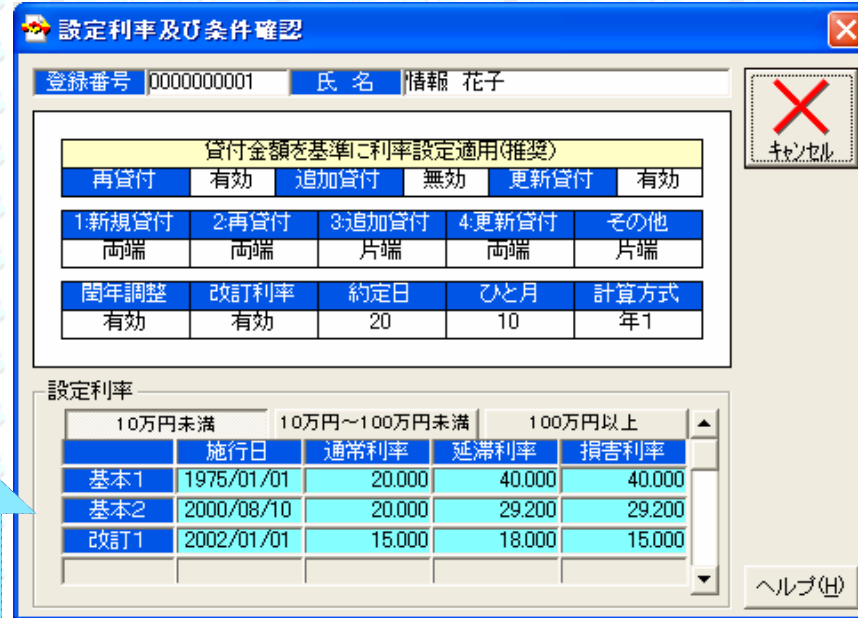 設定利率及び条件確認
登録番号 0000000001 氏 名 情報 花子
キャンセル
貸付金額を基準に利率設定適用(推奨)
再貸付 有効 追加貸付 無効 更新貸付 有効
1:新規貸付 2:再貸付 3:追加貸付 4:更新貸付 その他
両端 両端 片端 両端 片端
閏年調整 改訂利率 約定日 ひと月 計算方式
有効 有効 20 10 年1
設定利率
10万円未満 10万円～100万円未満 100万円以上
施行日 通常利率 延滞利率 損害利率
基本1 1975/01/01 20.000 40.000 40.000
基本2 2000/08/10 20.000 29.200 29.200
改訂1 2002/01/01 15.000 18.000 15.000
ヘルプ(H)